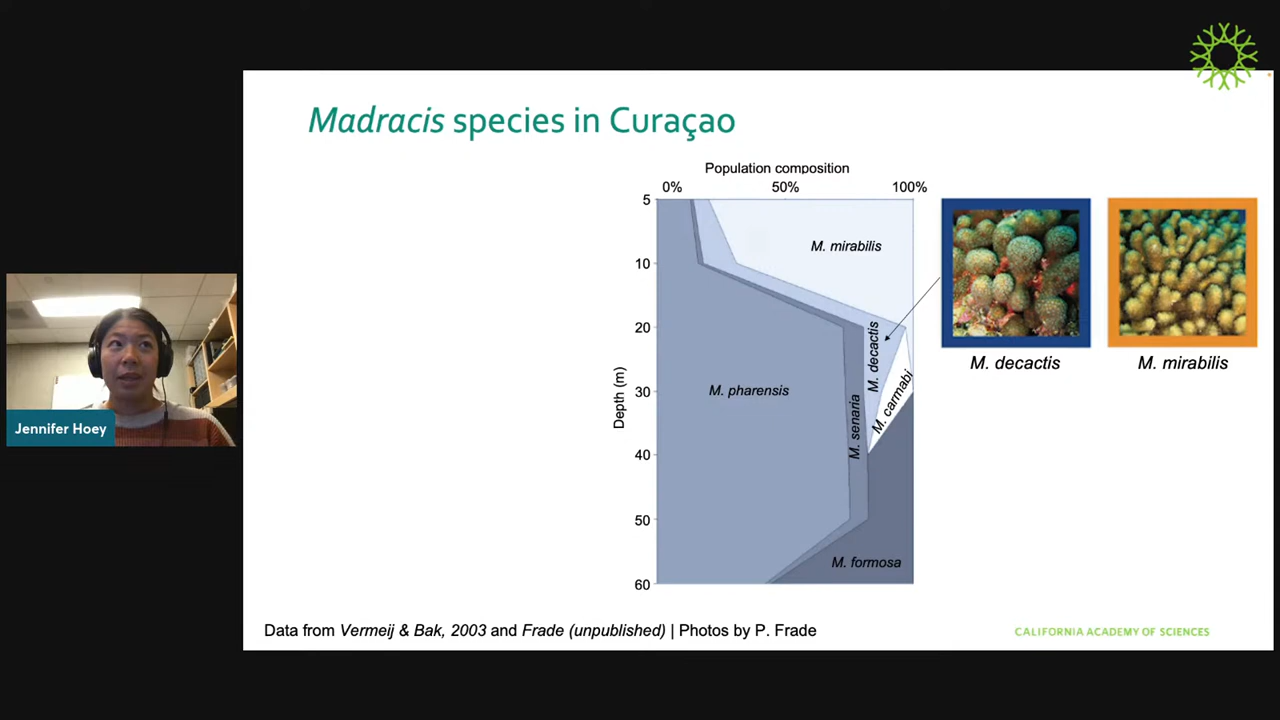 Madracis species in Curaçao
Population composition
0% 50% 100%
5
10
20
30
40
50
60
Depth (m)
M. mirabilis
M. pharensis
M. senaria
M. decactis
M. carmabi
M. formosa
M. decactis
M. mirabilis
Jennifer Hoey
Data from Vermeij & Bak, 2003 and Frade (unpublished) | Photos by P. Frade
CALIFORNIA ACADEMY OF SCIENCES